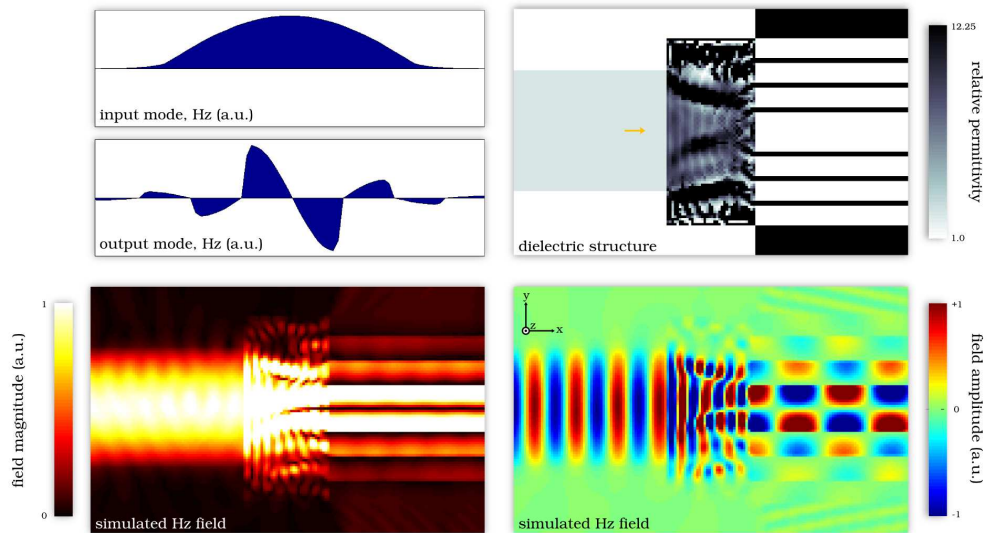 input mode, Hz (a.u.)
output mode, Hz (a.u.)
dielectric structure
12.25
1.0
relative permittivity
1
0
field magnitude (a.u.)
simulated Hz field
y
z
x
simulated Hz field
+1
0
-1
field amplitude (a.u.)